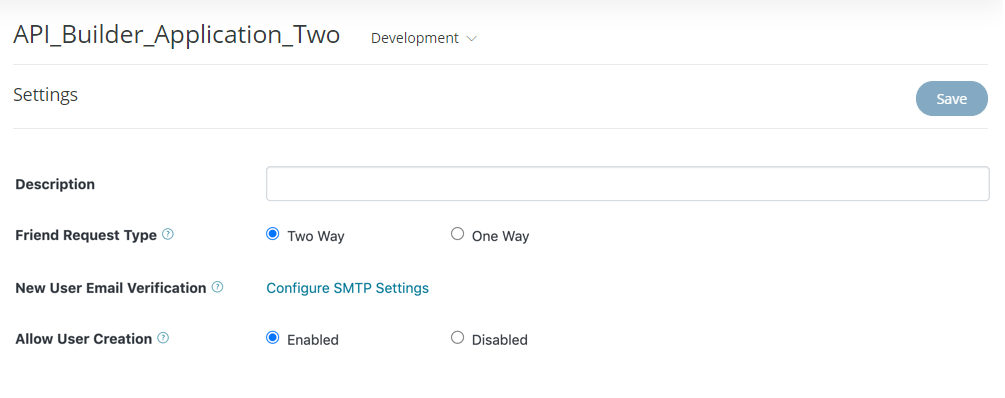 API_Builder_Application_Two Development
Settings Save
Description
Friend Request Type ? Two Way One Way
New User Email Verification ? Configure SMTP Settings
Allow User Creation ? Enabled Disabled